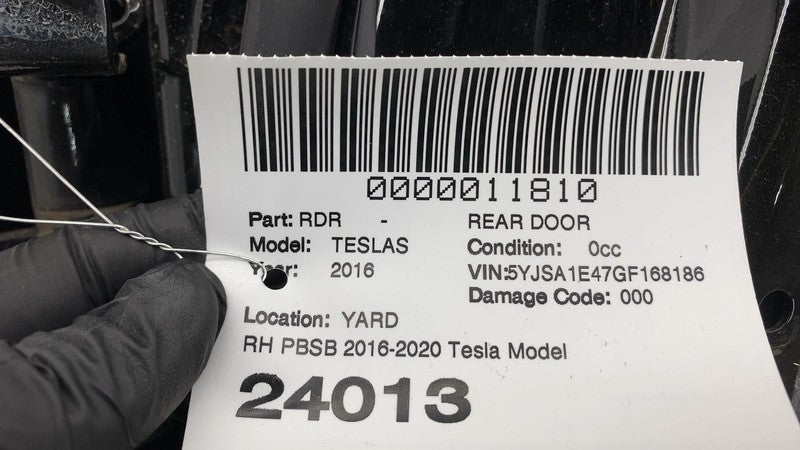 0000011810
Part: RDR - REAR DOOR
Model: TESLAS Condition: 0cc
Year: 2016 VIN:5YJSA1E47GF168186
Damage Code: 000
Location: YARD
RH PBSB 2016-2020 Tesla Model
24013